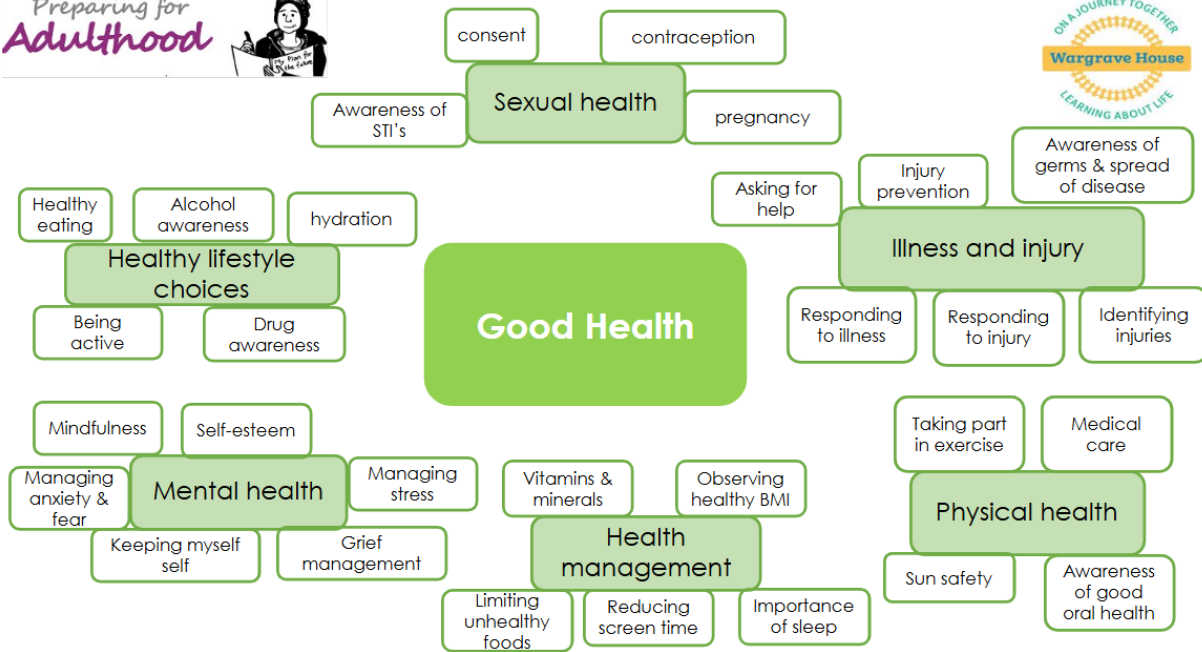 Preparing for
Adulthood
My Plan for
the future
ON A JOURNEY TOGETHER
Wargrave House
LEARNING ABOUT LIFE
consent
contraception
Awareness of
STI's
Sexual health
pregnancy
Healthy
eating
Alcohol
awareness
hydration
Healthy lifestyle
choices
Being
active
Drug
awareness
Good Health
Asking for
help
Injury
prevention
Awareness of
germs & spread
of disease
Illness and injury
Responding
to illness
Responding
to injury
Identifying
injuries
Mindfulness
Self-esteem
Managing
anxiety &
fear
Mental health
Managing
stress
Keeping myself
self
Grief
management
Vitamins &
minerals
Observing
healthy BMI
Health
management
Limiting
unhealthy
foods
Reducing
screen time
Importance
of sleep
Taking part
in exercise
Medical
care
Physical health
Sun safety
Awareness
of good
oral health